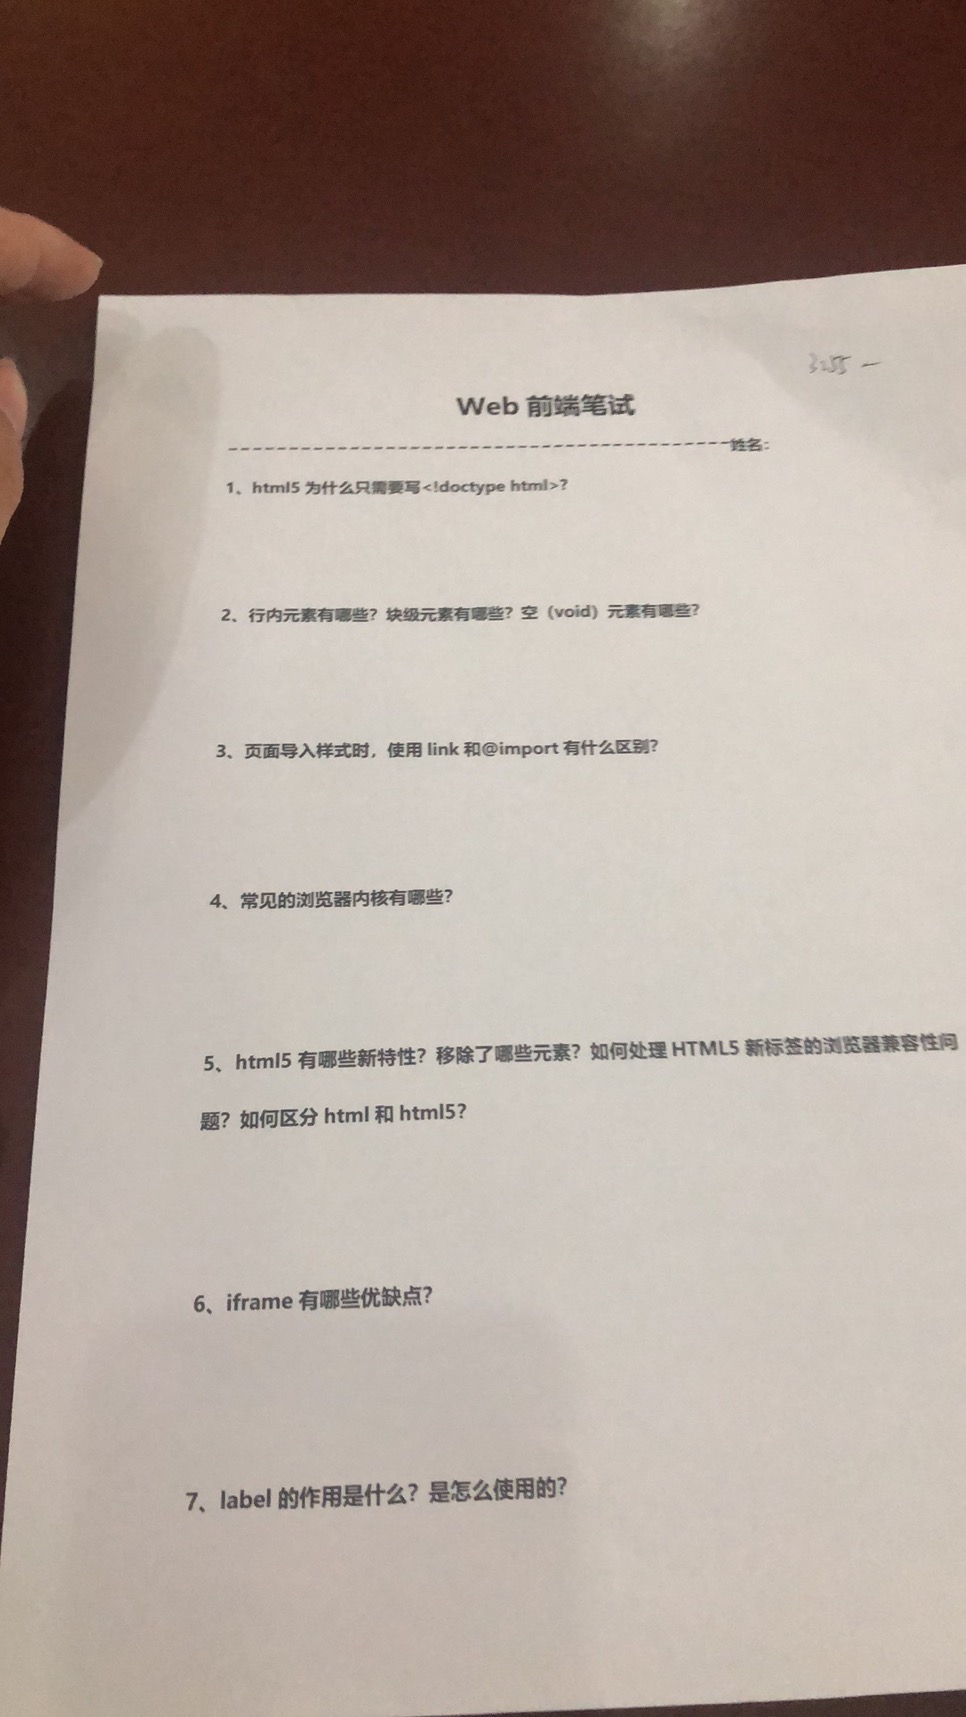 Web 前端笔试
-----------------------------------------姓名:
1、html5 为什么只需要写<!doctype html>?
2、行内元素有哪些？块级元素有哪些？空（void）元素有哪些？
3、页面导入样式时，使用 link 和@import 有什么区别？
4、常见的浏览器内核有哪些？
5、html5 有哪些新特性？移除了哪些元素？如何处理 HTML5 新标签的浏览器兼容性问
题？如何区分 html 和 html5？
6、iframe 有哪些优缺点？
7、label 的作用是什么？是怎么使用的？